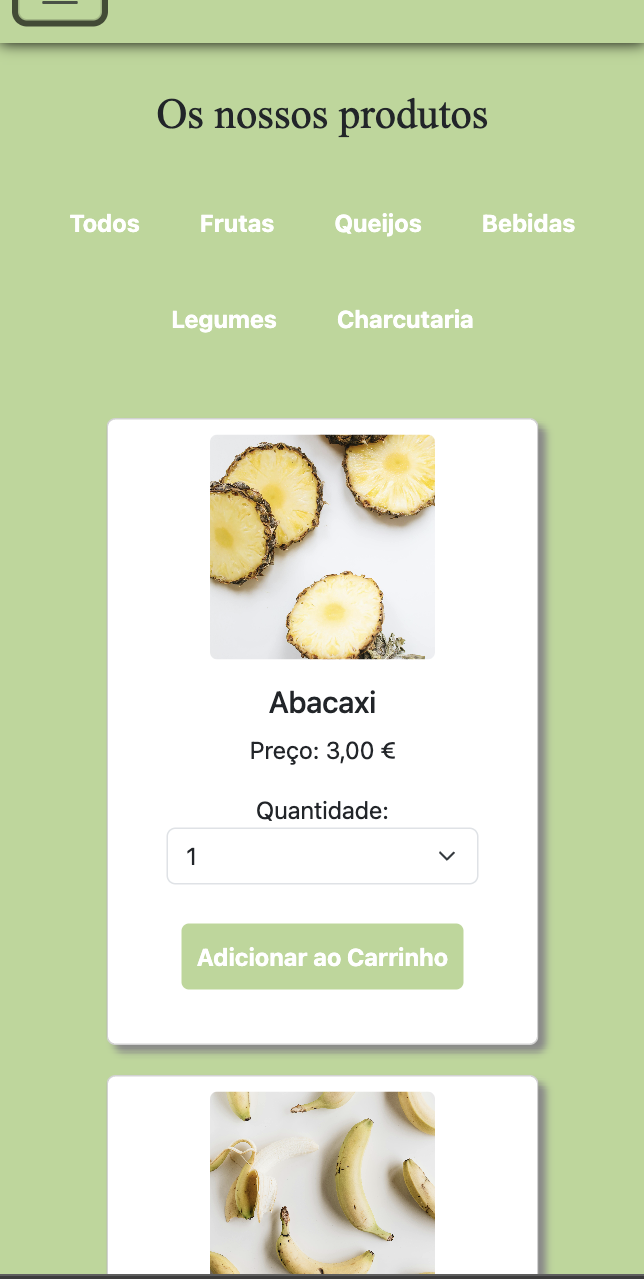 Os nossos produtos
Todos Frutas Queijos Bebidas
Legumes Charcutaria
Abacaxi
Preço: 3,00 €
Quantidade:
1
Adicionar ao Carrinho